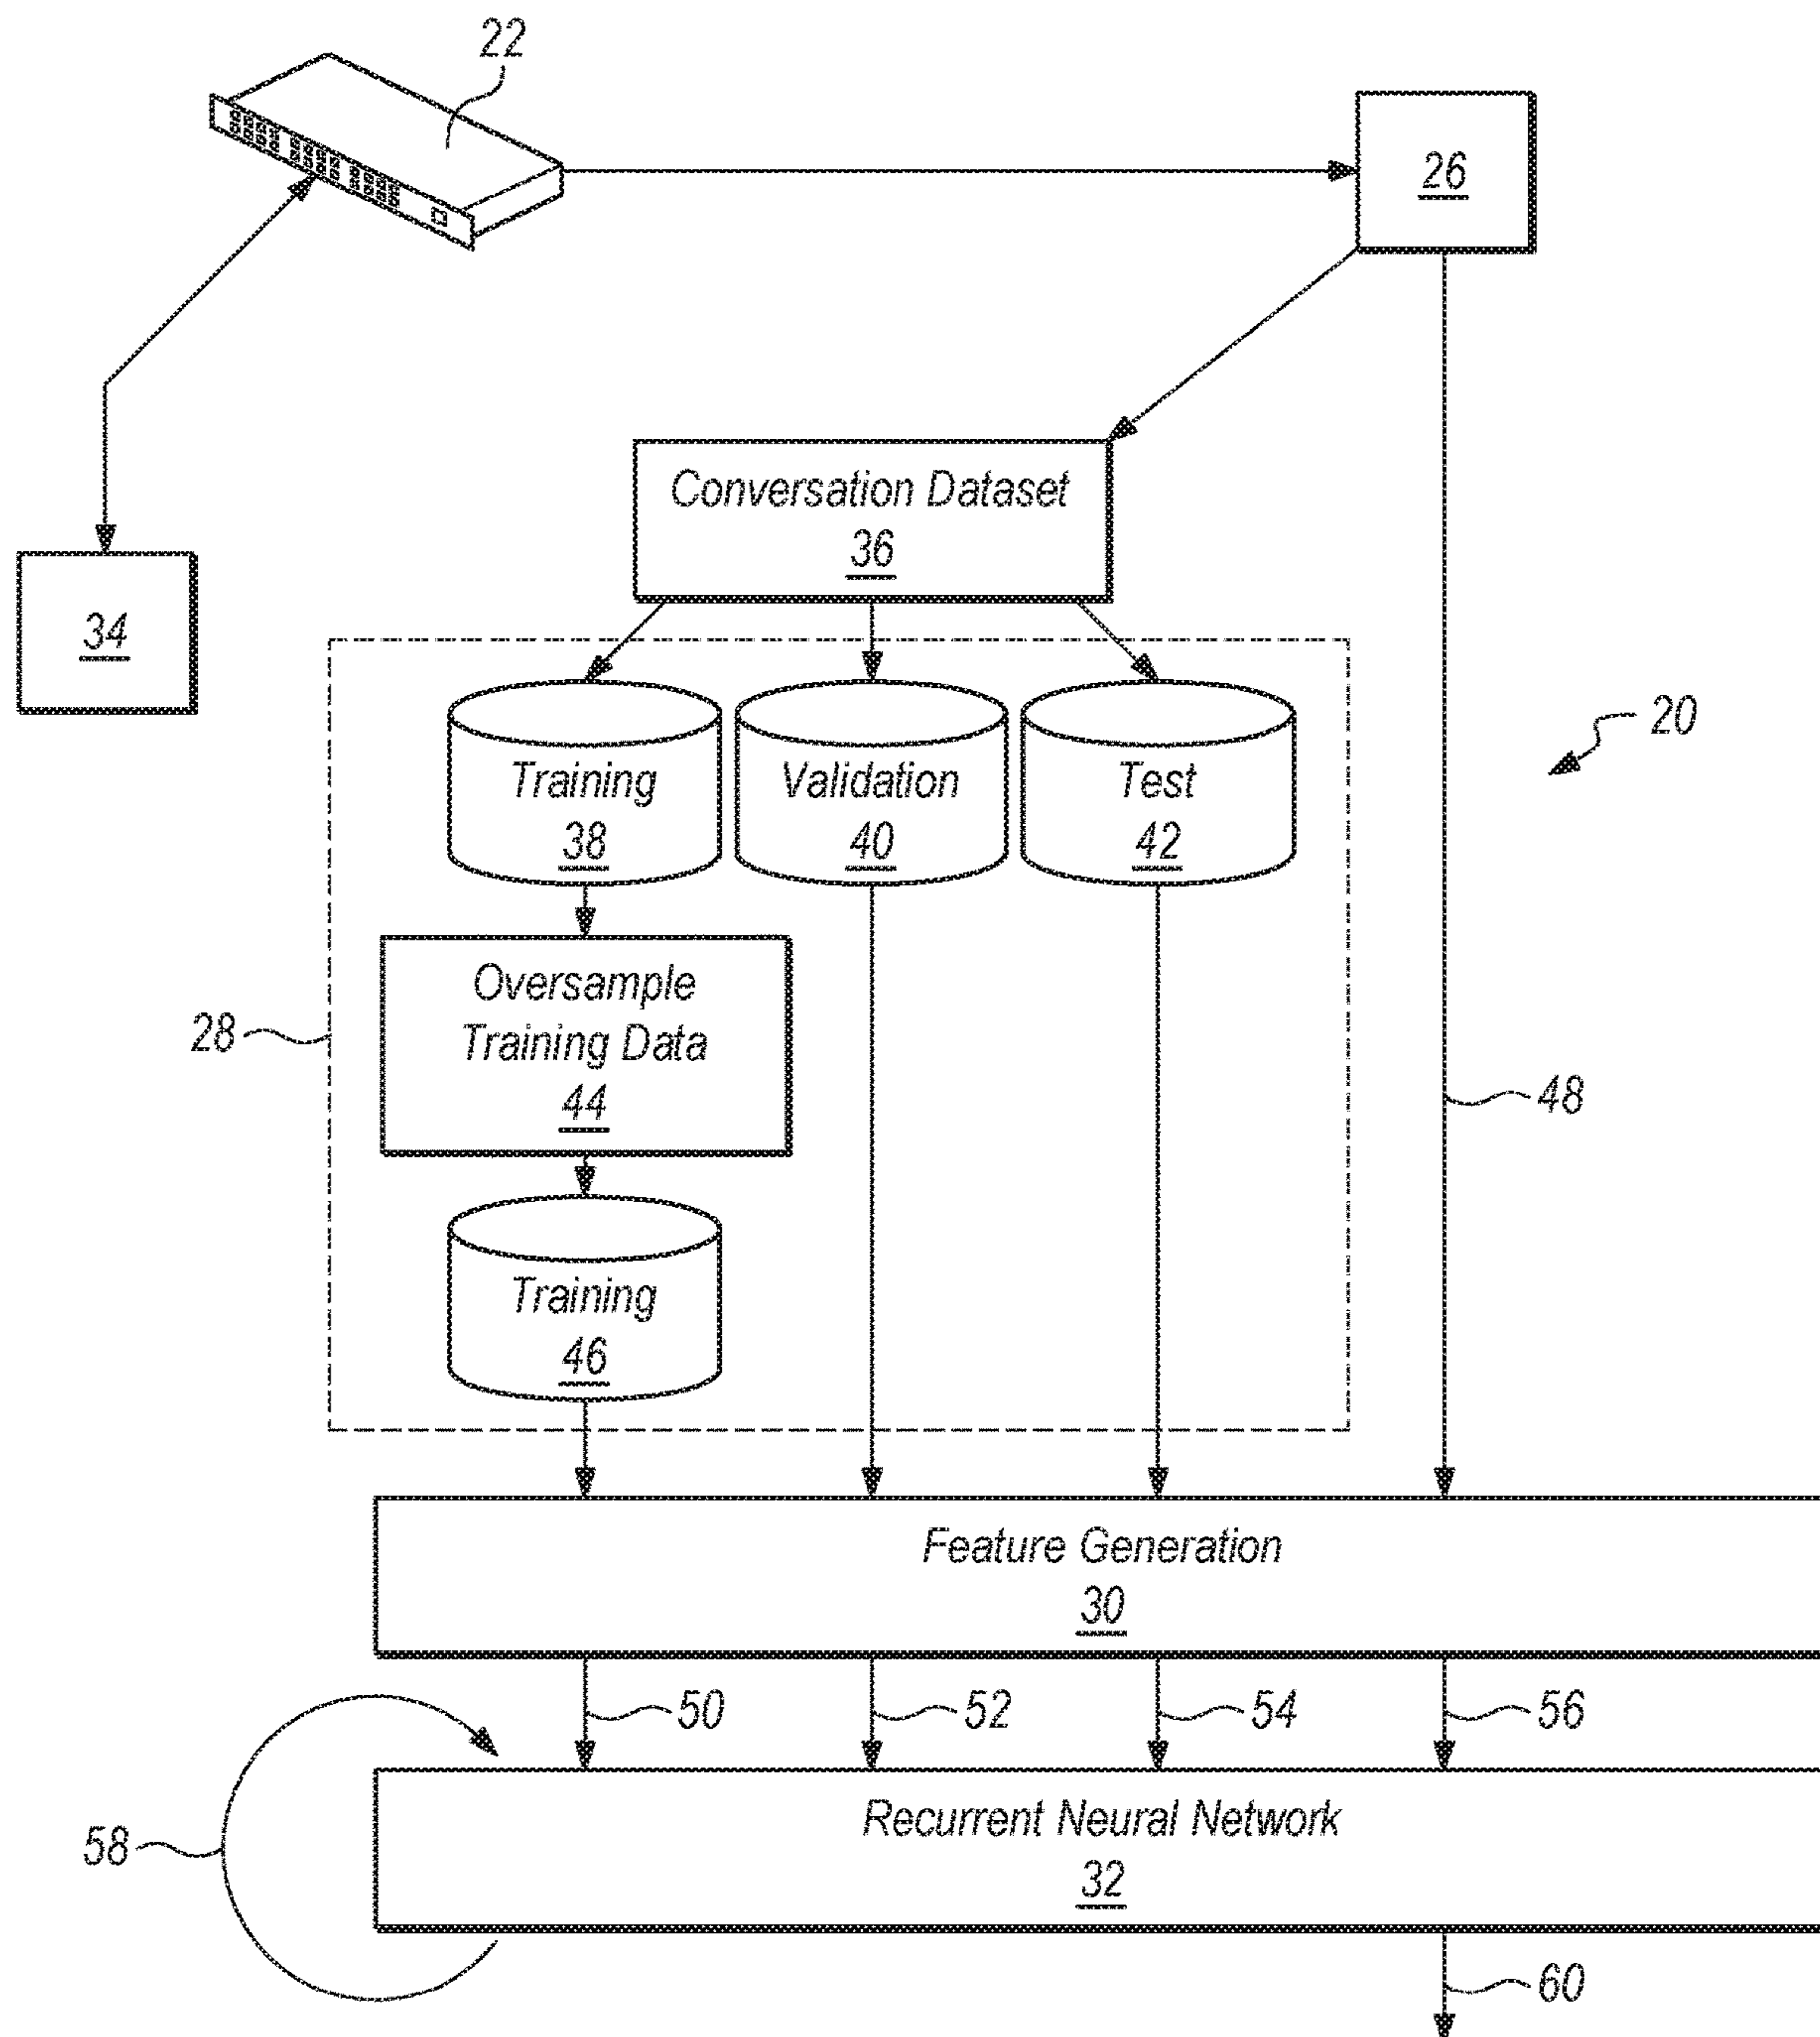 22
26
Conversation Dataset
36
34
20
Training
38
Validation
40
Test
42
Oversample
Training Data
44
28
48
Training
46
Feature Generation
30
50
52
54
56
Recurrent Neural Network
32
58
60